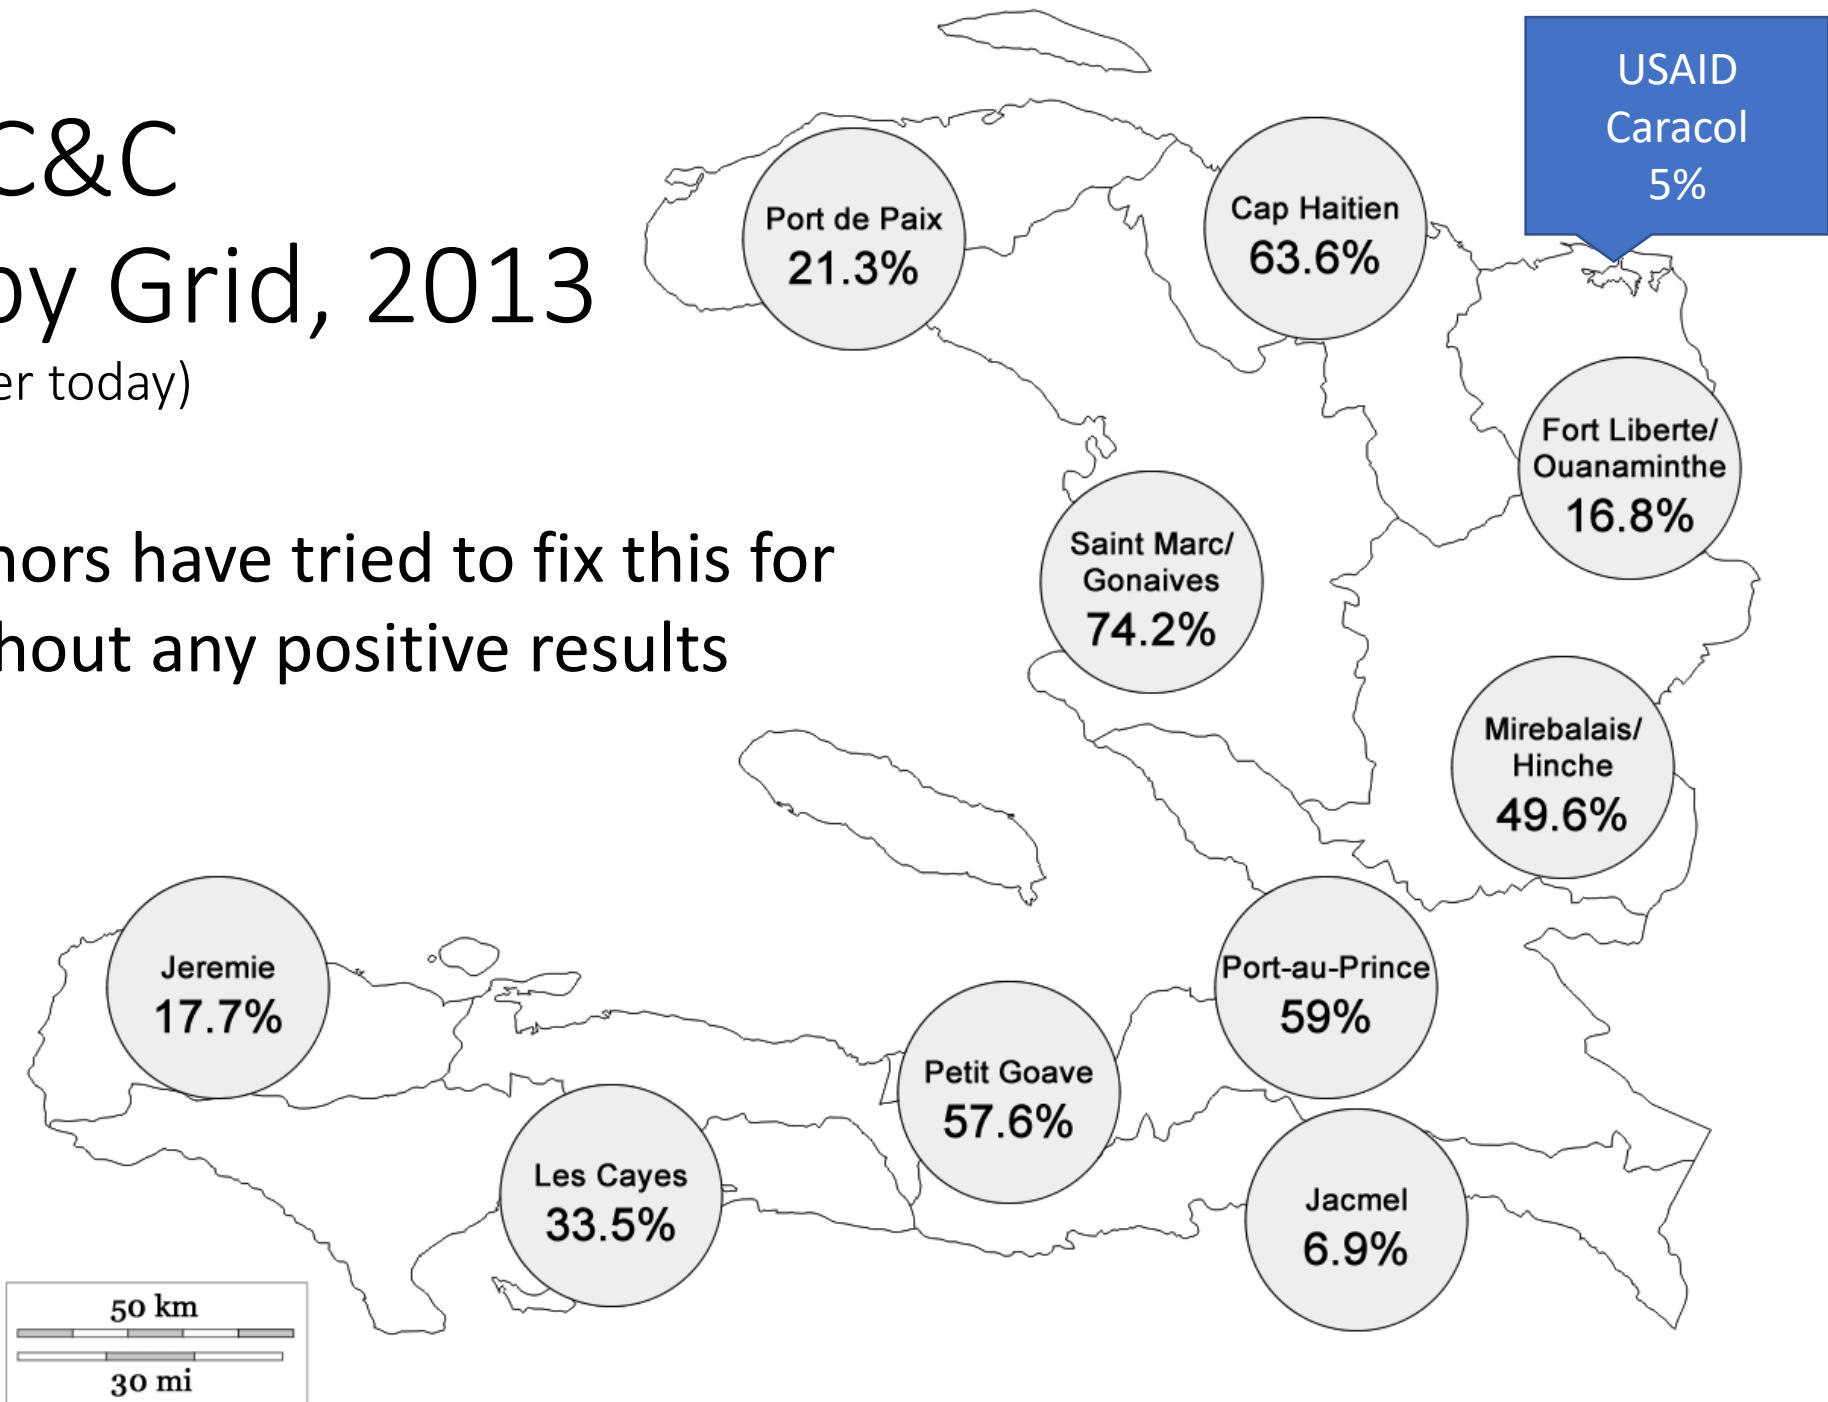 C&C
by Grid, 2013
er today)
nors have tried to fix this for
hout any positive results
USAID
Caracol
5%
Port de Paix
21.3%
Cap Haitien
63.6%
Fort Liberte/
Ouanaminthe
16.8%
Saint Marc/
Gonaives
74.2%
Mirebalais/
Hinche
49.6%
Jeremie
17.7%
Port-au-Prince
59%
Petit Goave
57.6%
Les Cayes
33.5%
Jacmel
6.9%
50 km
30 mi